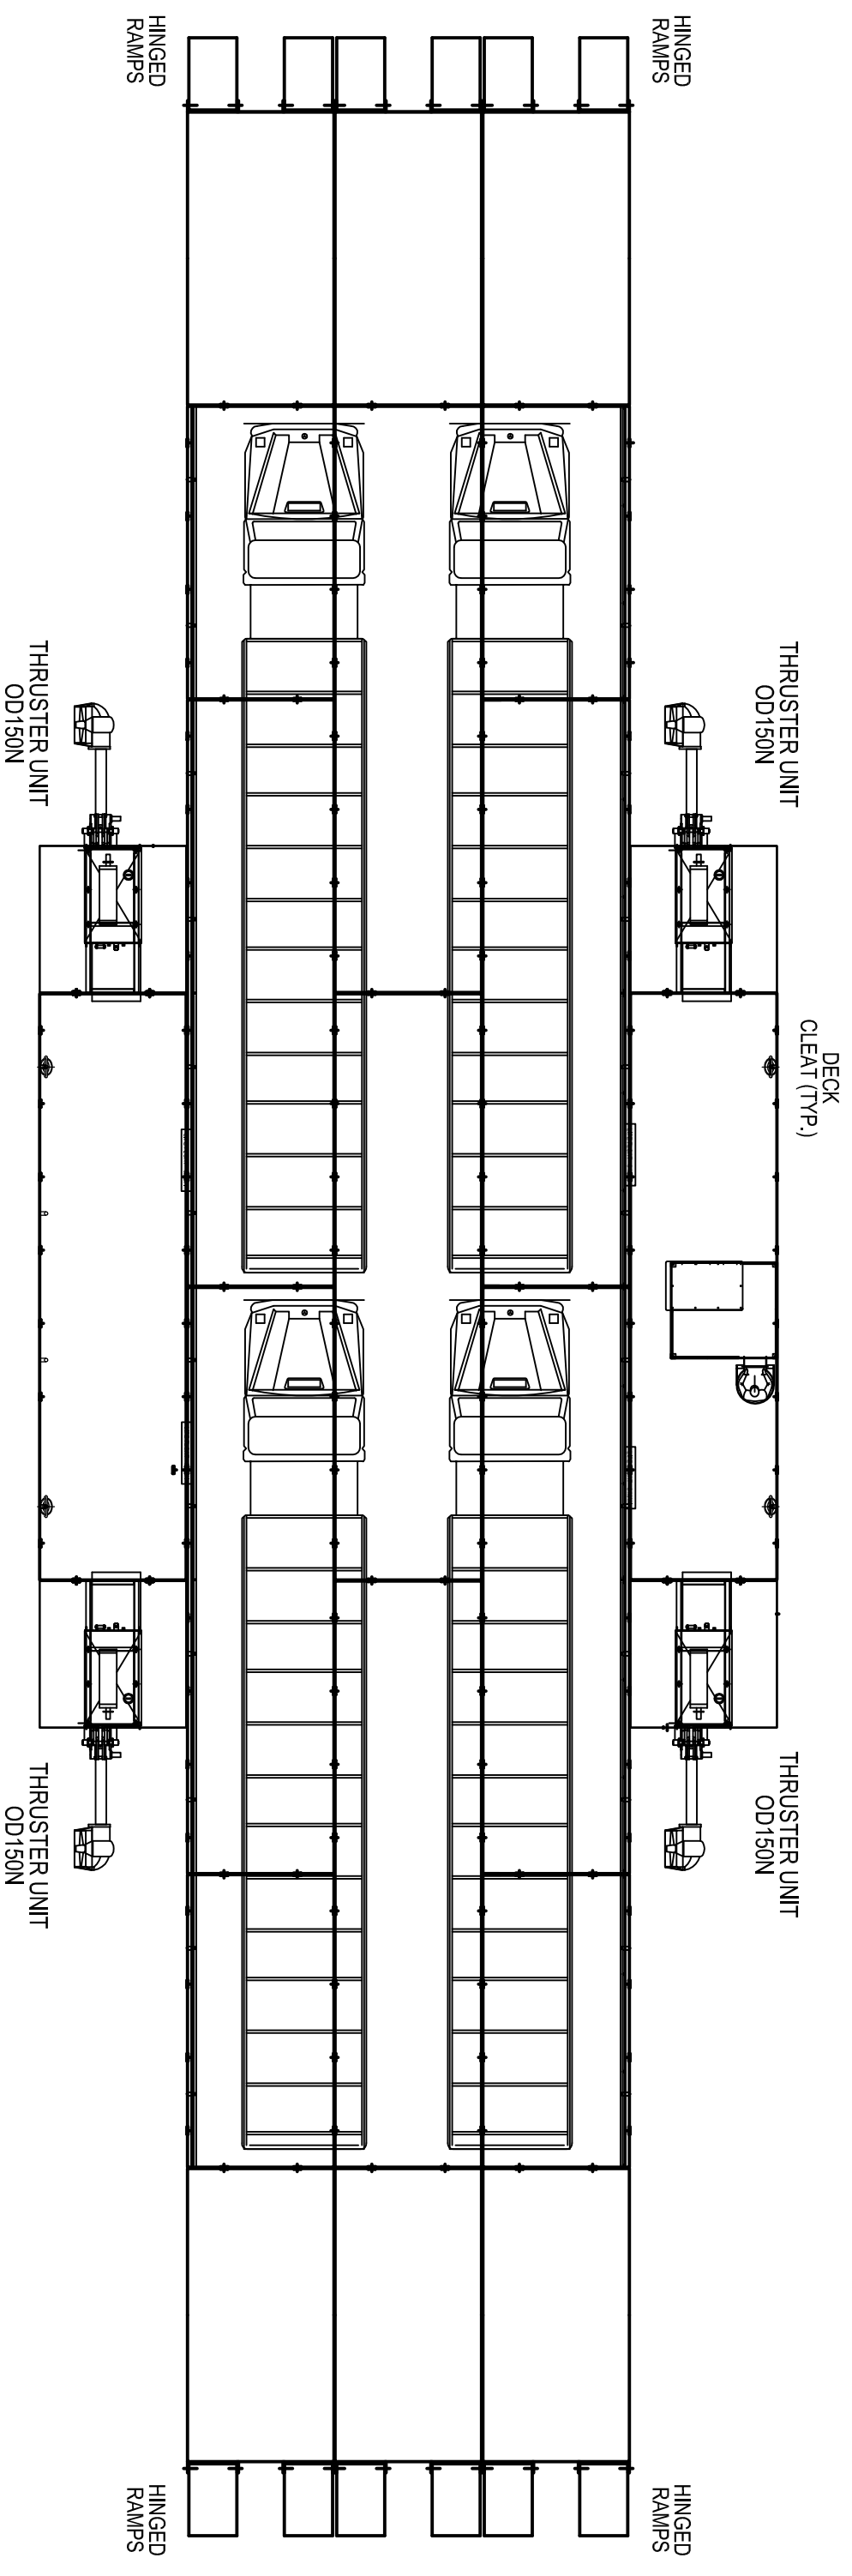 HINGED
RAMPS
HINGED
RAMPS
THRUSTER UNIT
OD150N
THRUSTER UNIT
OD150N
DECK
CLEAT (TYP.)
THRUSTER UNIT
OD150N
THRUSTER UNIT
OD150N
HINGED
RAMPS
HINGED
RAMPS